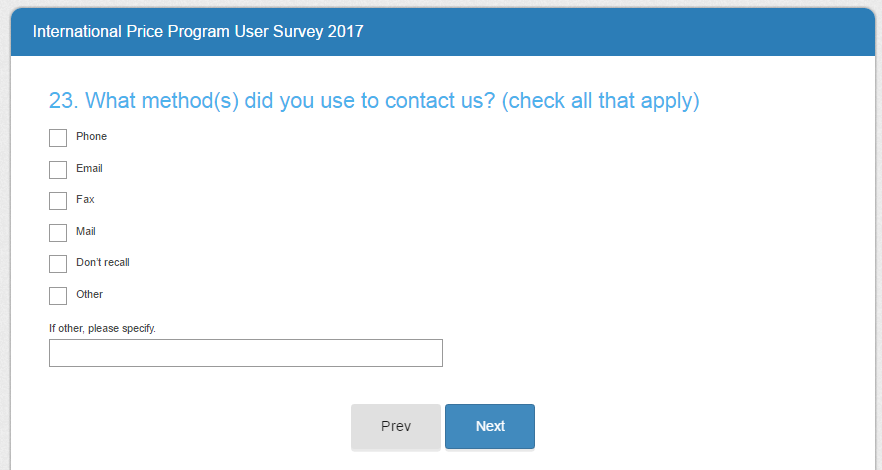 International Price Program User Survey 2017
23. What method(s) did you use to contact us? (check all that apply)
Phone
Email
Fax
Mail
Don't recall
Other
If other, please specify.
Prev
Next